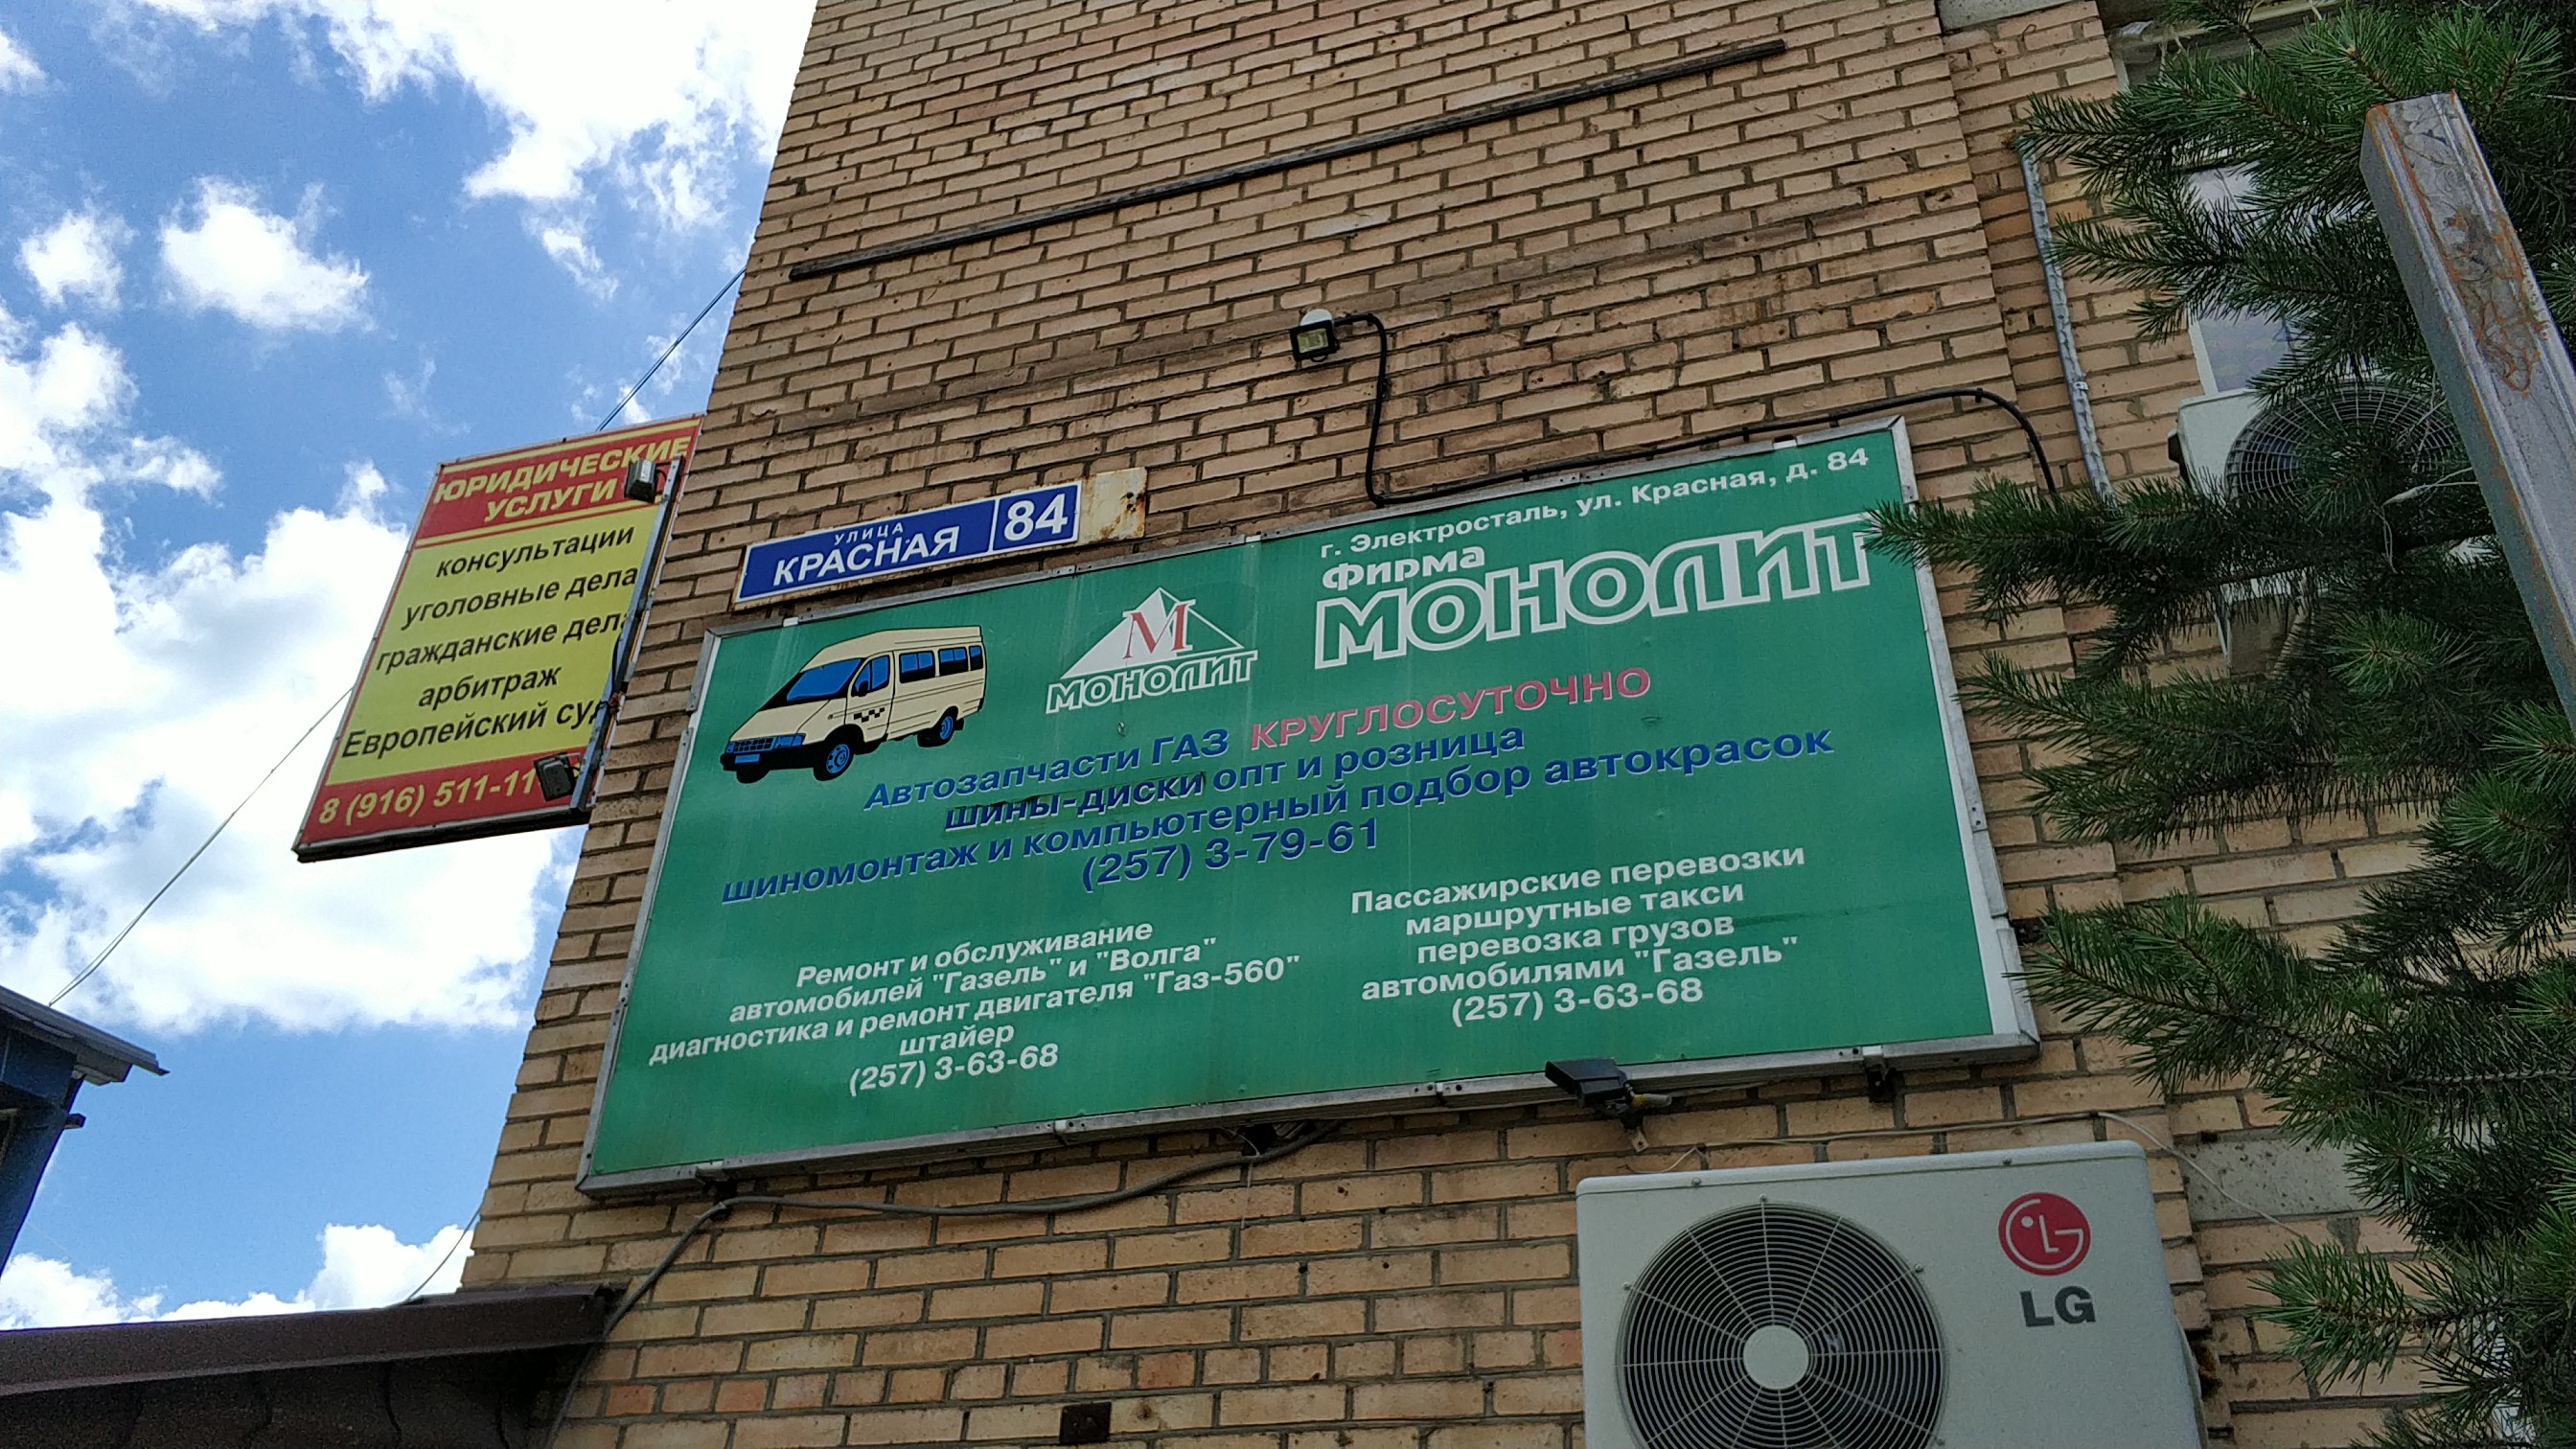 ЮРИДИЧЕСКИЕ
УСЛУГИ
консультации
уголовные дела
гражданские дела
арбитраж
Европейский суд
8 (916) 511-11
УЛИЦА
КРАСНАЯ 84
г. Электросталь, ул. Красная, д. 84
Фирма
МОНОЛИТ
М
МОНОЛИТ
Автозапчасти ГАЗ КРУГЛОСУТОЧНО
шины-диски опт и розница
шиномонтаж и компьютерный подбор автокрасок
(257) 3-79-61
Ремонт и обслуживание
автомобилей "Газель" и "Волга"
диагностика и ремонт двигателя "Газ-560"
штайер
(257) 3-63-68
Пассажирские перевозки
маршрутные такси
перевозка грузов
автомобилями "Газель"
(257) 3-63-68
LG